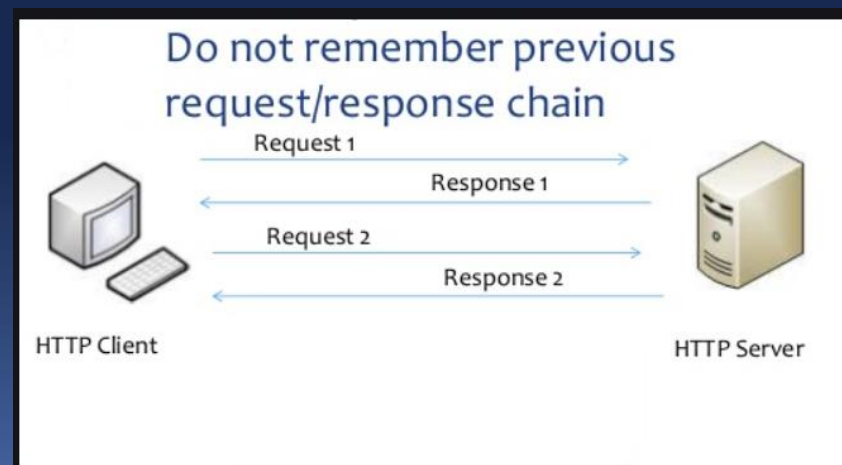 Do not remember previous
request/response chain
Request 1
Response 1
Request 2
Response 2
HTTP Client
HTTP Server